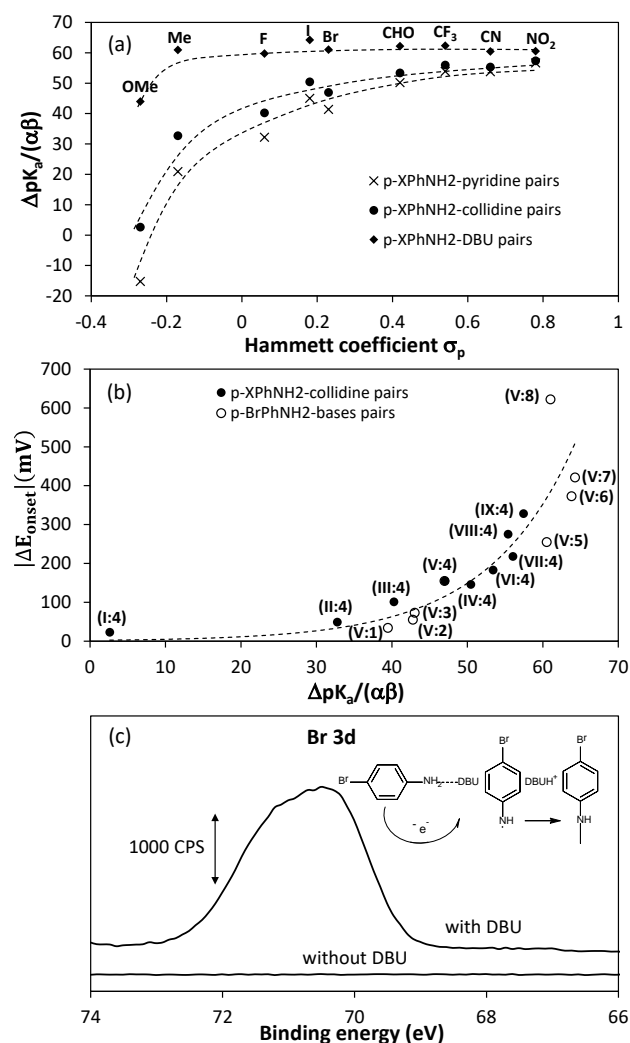 (a)
ΔpKₐ/(αβ)
70
60
50
40
30
20
10
0
-10
-20
OMe
Me
F
I
Br
CHO
CF₃
CN
NO₂
p-XPhNH2-pyridine pairs
p-XPhNH2-collidine pairs
p-XPhNH2-DBU pairs
-0.4 -0.2 0 0.2 0.4 0.6 0.8 1
Hammett coefficient σₚ
(b)
|ΔEₒₙₛₑₜ|(mV)
700
600
500
400
300
200
100
0
p-XPhNH2-collidine pairs
p-BrPhNH2-bases pairs
(V:8)
(V:7)
(V:6)
(IX:4)
(VIII:4)
(V:5)
(VII:4)
(V:4)
(VI:4)
(III:4)
(IV:4)
(II:4)
(V:3)
(I:4)
(V:1)
(V:2)
0 10 20 30 40 50 60 70
ΔpKₐ/(αβ)
(c)
Br 3d
Br
Br
Br
NH₂
DBU
DBUH⁺
NH
NH
- e⁻
1000 CPS
with DBU
without DBU
74 72 70 68 66
Binding energy (eV)